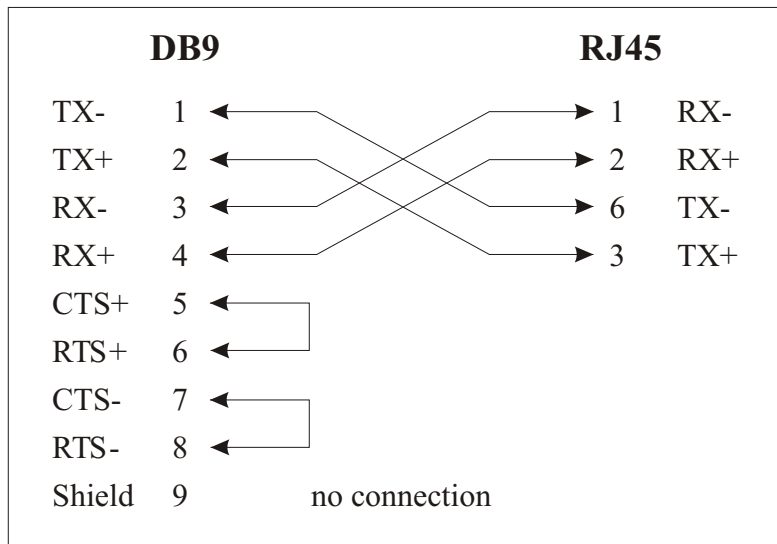 DB9 RJ45
TX- 1 1 RX-
TX+ 2 2 RX+
RX- 3 6 TX-
RX+ 4 3 TX+
CTS+ 5
RTS+ 6
CTS- 7
RTS- 8
Shield 9 no connection